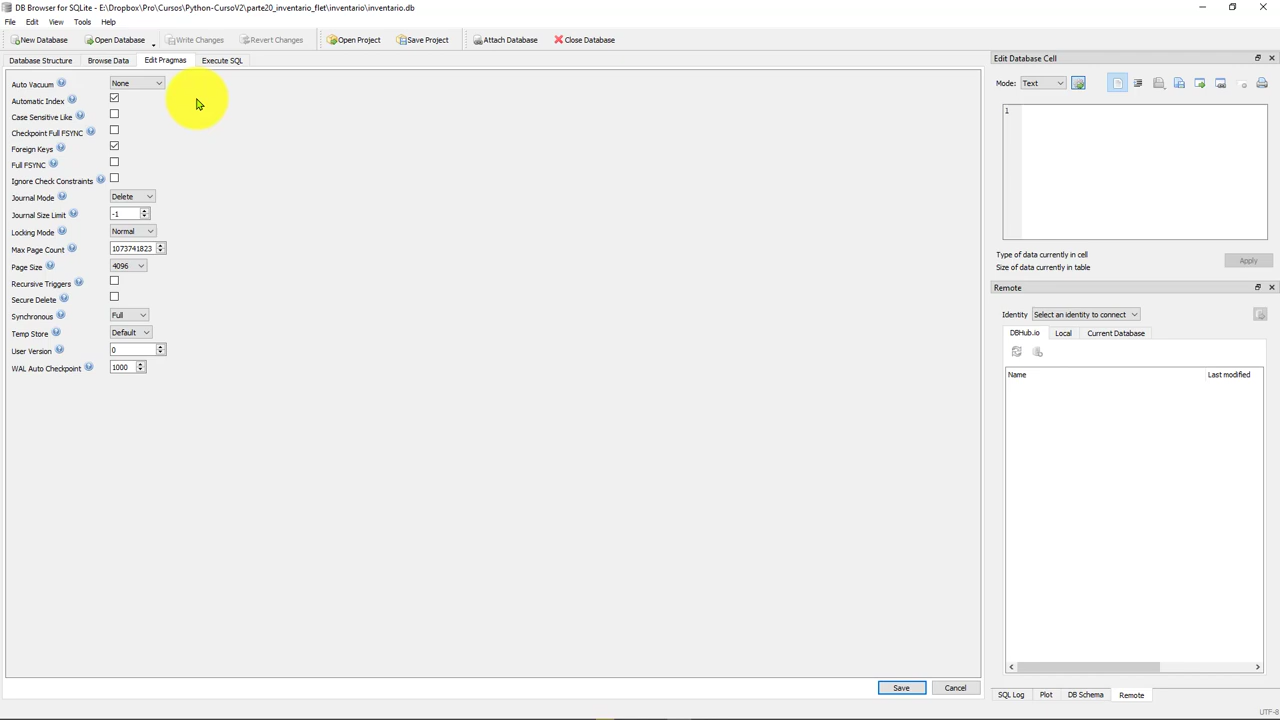 DB Browser for SQLite - E:\Dropbox\Pro\Cursos\Python-CursoV2\parte20_inventario_flet\inventario\inventario.db
File Edit View Tools Help
New Database Open Database Write Changes Revert Changes Open Project Save Project Attach Database Close Database
Database Structure Browse Data Edit Pragmas Execute SQL
Auto Vacuum None
Automatic Index
Case Sensitive Like
Checkpoint Full FSYNC
Foreign Keys
Full FSYNC
Ignore Check Constraints
Journal Mode Delete
Journal Size Limit -1
Locking Mode Normal
Max Page Count 1073741823
Page Size 4096
Recursive Triggers
Secure Delete
Synchronous Full
Temp Store Default
User Version 0
WAL Auto Checkpoint 1000
Save Cancel
Edit Database Cell
Mode: Text
1
Type of data currently in cell
Size of data currently in table
Apply
Remote
Identity Select an identity to connect
DBHub.io Local Current Database
Name Last modified
SQL Log Plot DB Schema Remote
UTF-8